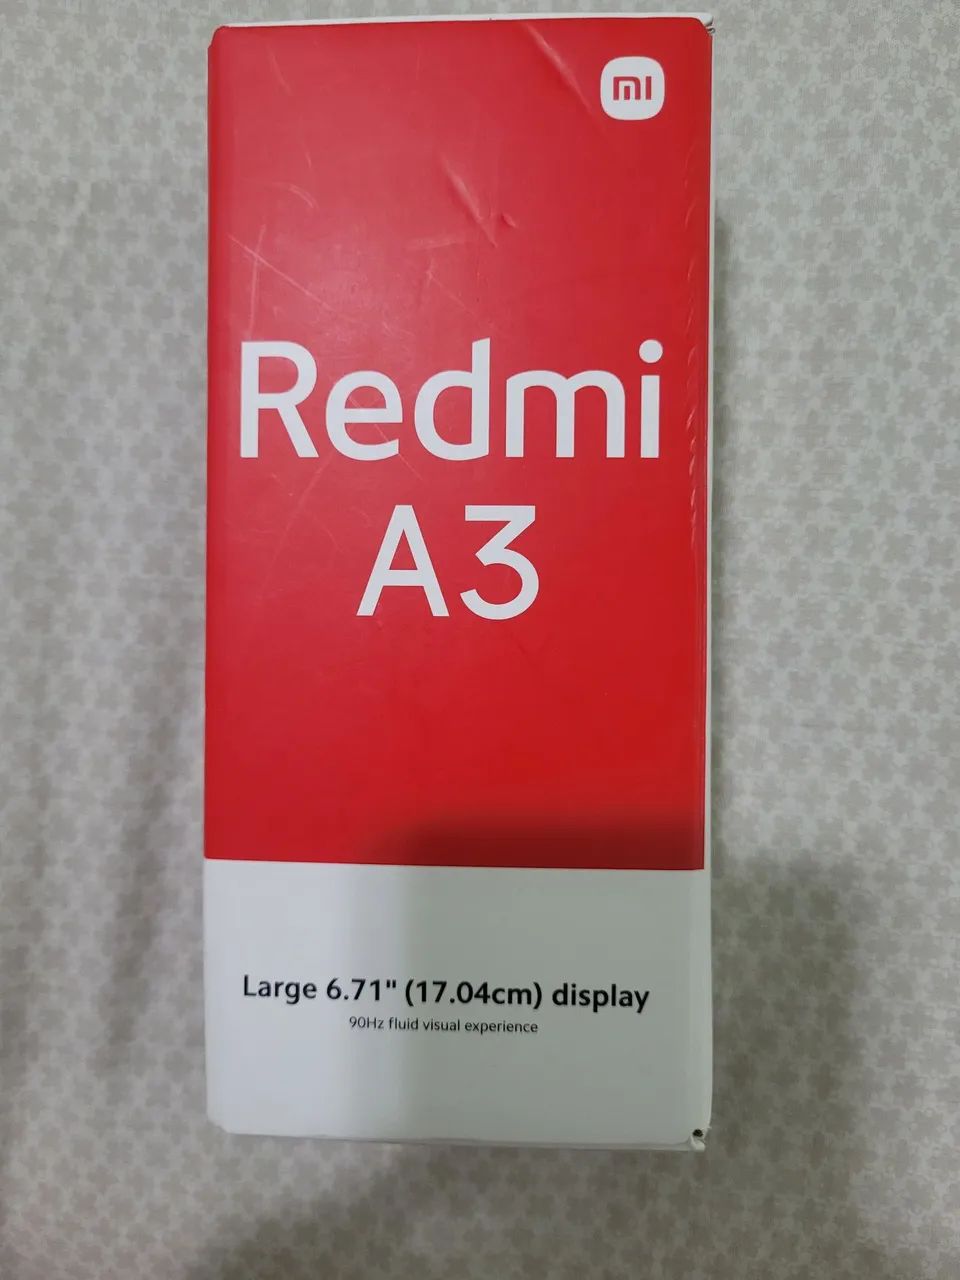 mi
Redmi
A3
Large 6.71" (17.04cm) display
90Hz fluid visual experience